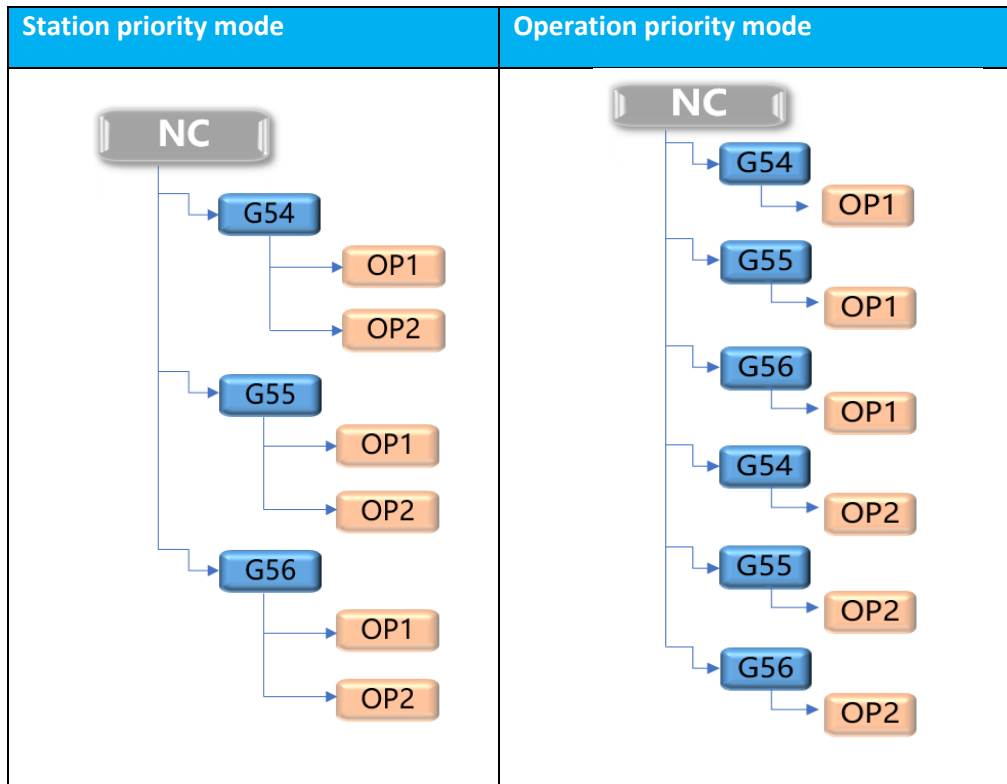 Station priority mode
NC
G54
OP1
OP2
G55
OP1
OP2
G56
OP1
OP2
Operation priority mode
NC
G54
OP1
G55
OP1
G56
OP1
G54
OP2
G55
OP2
G56
OP2